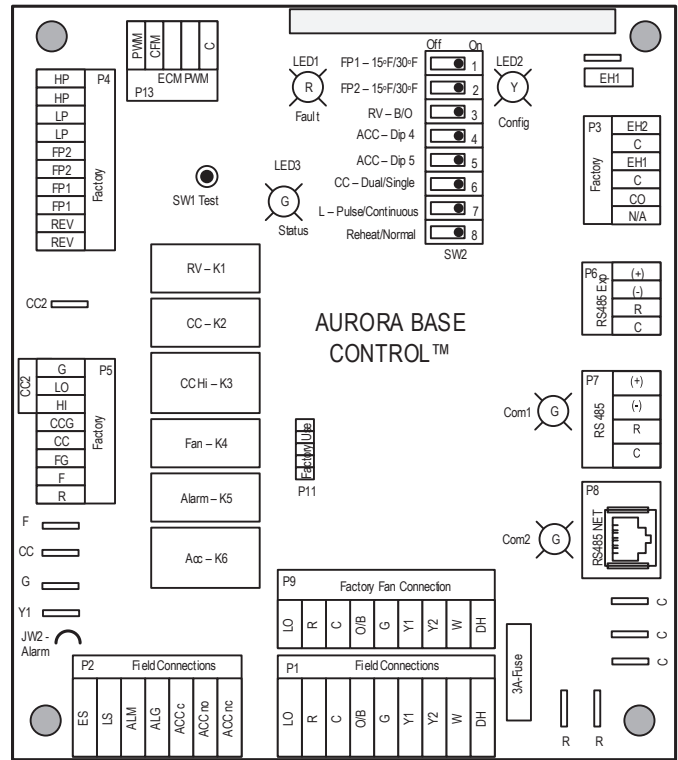 PWM
CFM
C
ECM PWM
P13
P4
HP
HP
LP
LP
FP2
FP2
FP1
FP1
REV
REV
Factory
SW1 Test
LED1
R
Fault
LED3
G
Status
Off On
FP1 – 15ºF/30ºF 1
FP2 – 15ºF/30ºF 2
RV – B/O 3
ACC – Dip 4 4
ACC – Dip 5 5
CC – Dual/Single 6
L – Pulse/Continuous 7
Reheat/Normal 8
SW2
LED2
Y
Config
EH1
P3
EH2
C
EH1
C
CO
N/A
Factory
RV – K1
CC – K2
CC Hi – K3
Fan – K4
Alarm – K5
Acc – K6
AURORA BASE
CONTROL™
P6
(+)
(-)
R
C
RS485 Exp
CC2
P5
CC2
G
LO
HI
CCG
CC
FG
F
R
Factory
Factory Use
P11
P7
(+)
(-)
R
C
RS 485
Com1
G
P8
RS485 NET
Com2
G
F
CC
G
Y1
JW2 -
Alarm
P9 Factory Fan Connection
LO R C O/B G Y1 Y2 W DH
P2 Field Connections
ES LS ALM ALG ACC c ACC no ACC nc
P1 Field Connections
LO R C O/B G Y1 Y2 W DH
3A-Fuse
C
C
C
R R